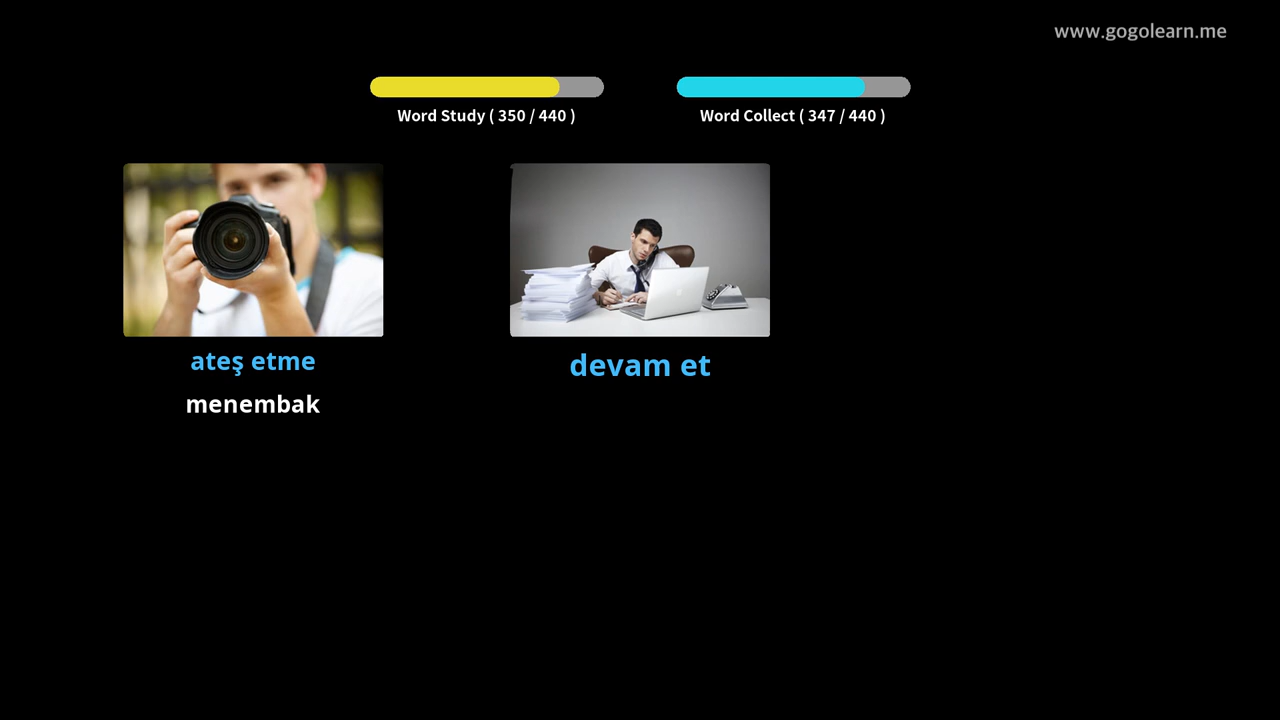 www.gogolearn.me
Word Study ( 350 / 440 )
Word Collect ( 347 / 440 )
ateş etme
menembak
devam et